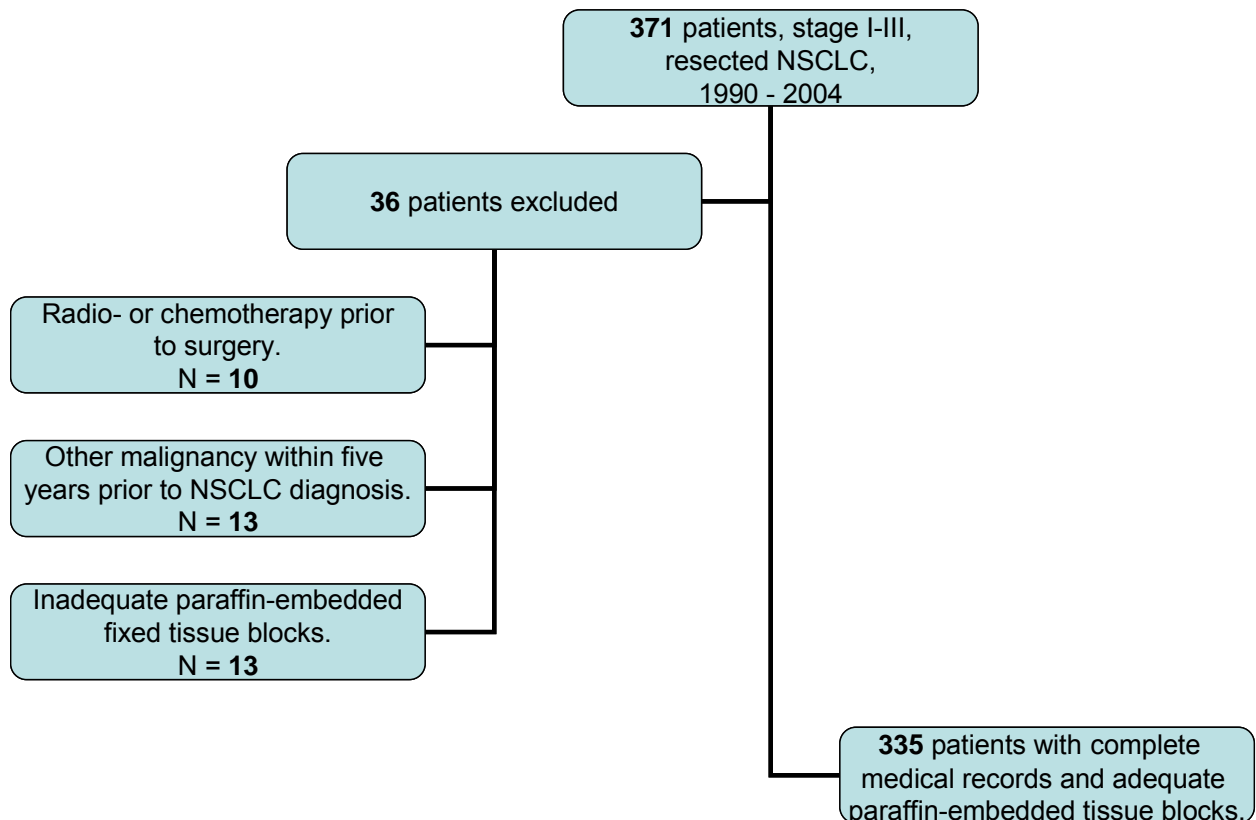 371 patients, stage I-III,
resected NSCLC,
1990 - 2004
36 patients excluded
Radio- or chemotherapy prior
to surgery.
N = 10
Other malignancy within five
years prior to NSCLC diagnosis.
N = 13
Inadequate paraffin-embedded
fixed tissue blocks.
N = 13
335 patients with complete
medical records and adequate
paraffin-embedded tissue blocks.